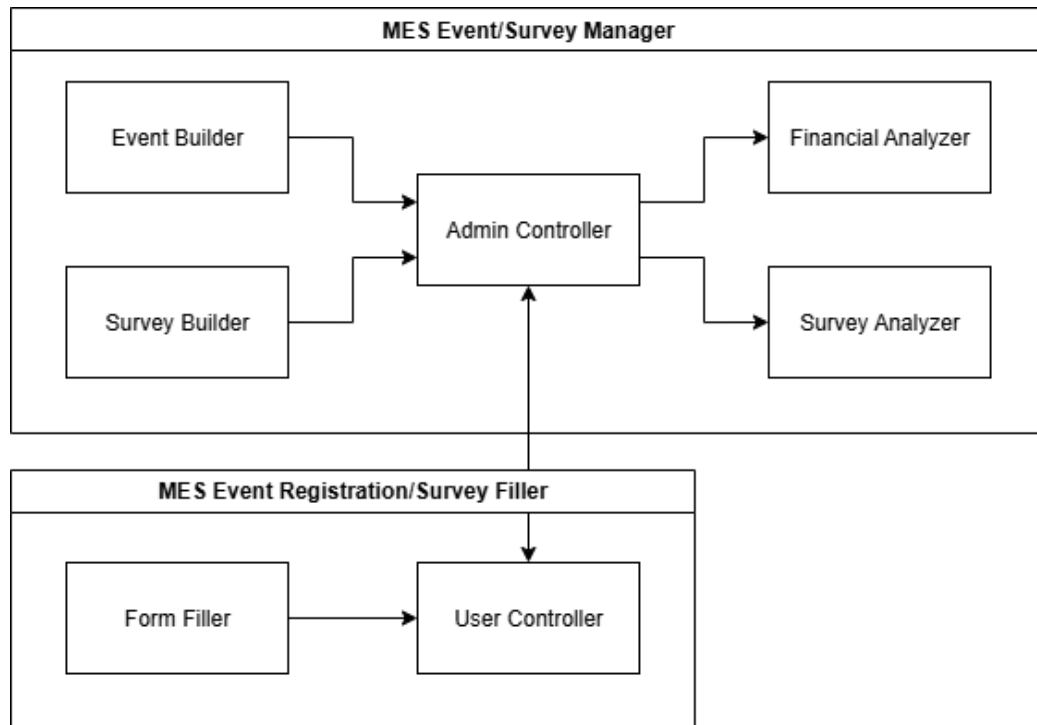 MES Event/Survey Manager
Event Builder
Financial Analyzer
Admin Controller
Survey Builder
Survey Analyzer
MES Event Registration/Survey Filler
Form Filler
User Controller